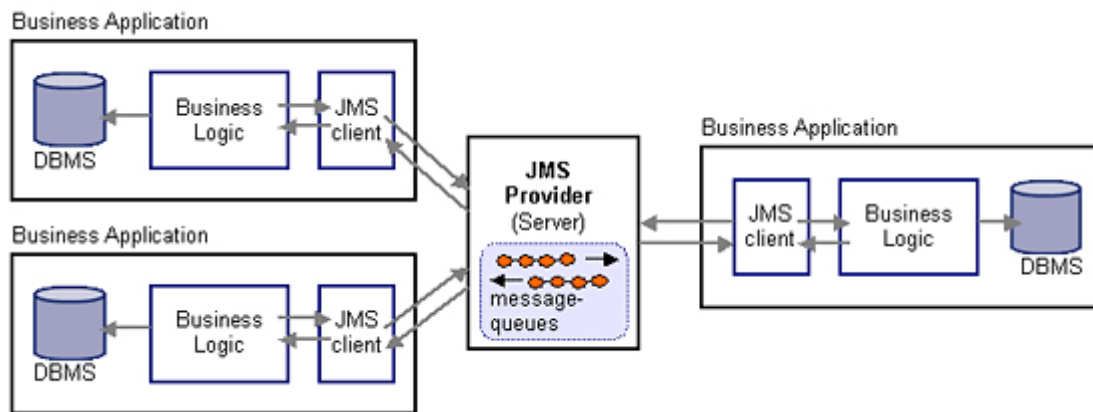 Business Application
DBMS
Business
Logic
JMS
client
Business Application
DBMS
Business
Logic
JMS
client
JMS
Provider
(Server)
message-
queues
Business Application
JMS
client
Business
Logic
DBMS